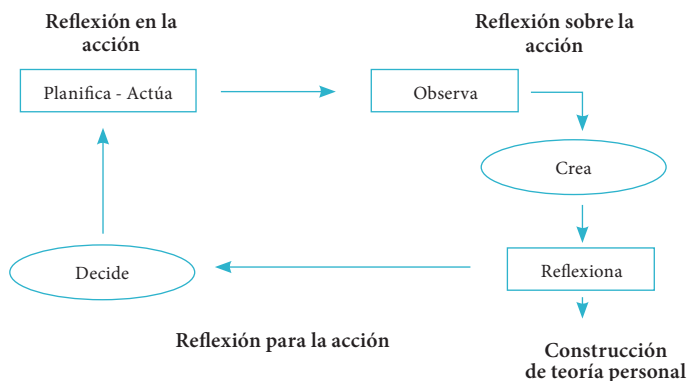 Reflexión en la
acción
Reflexión sobre la
acción
Planifica - Actúa
Observa
Crea
Decide
Reflexiona
Reflexión para la acción
Construcción
de teoría personal